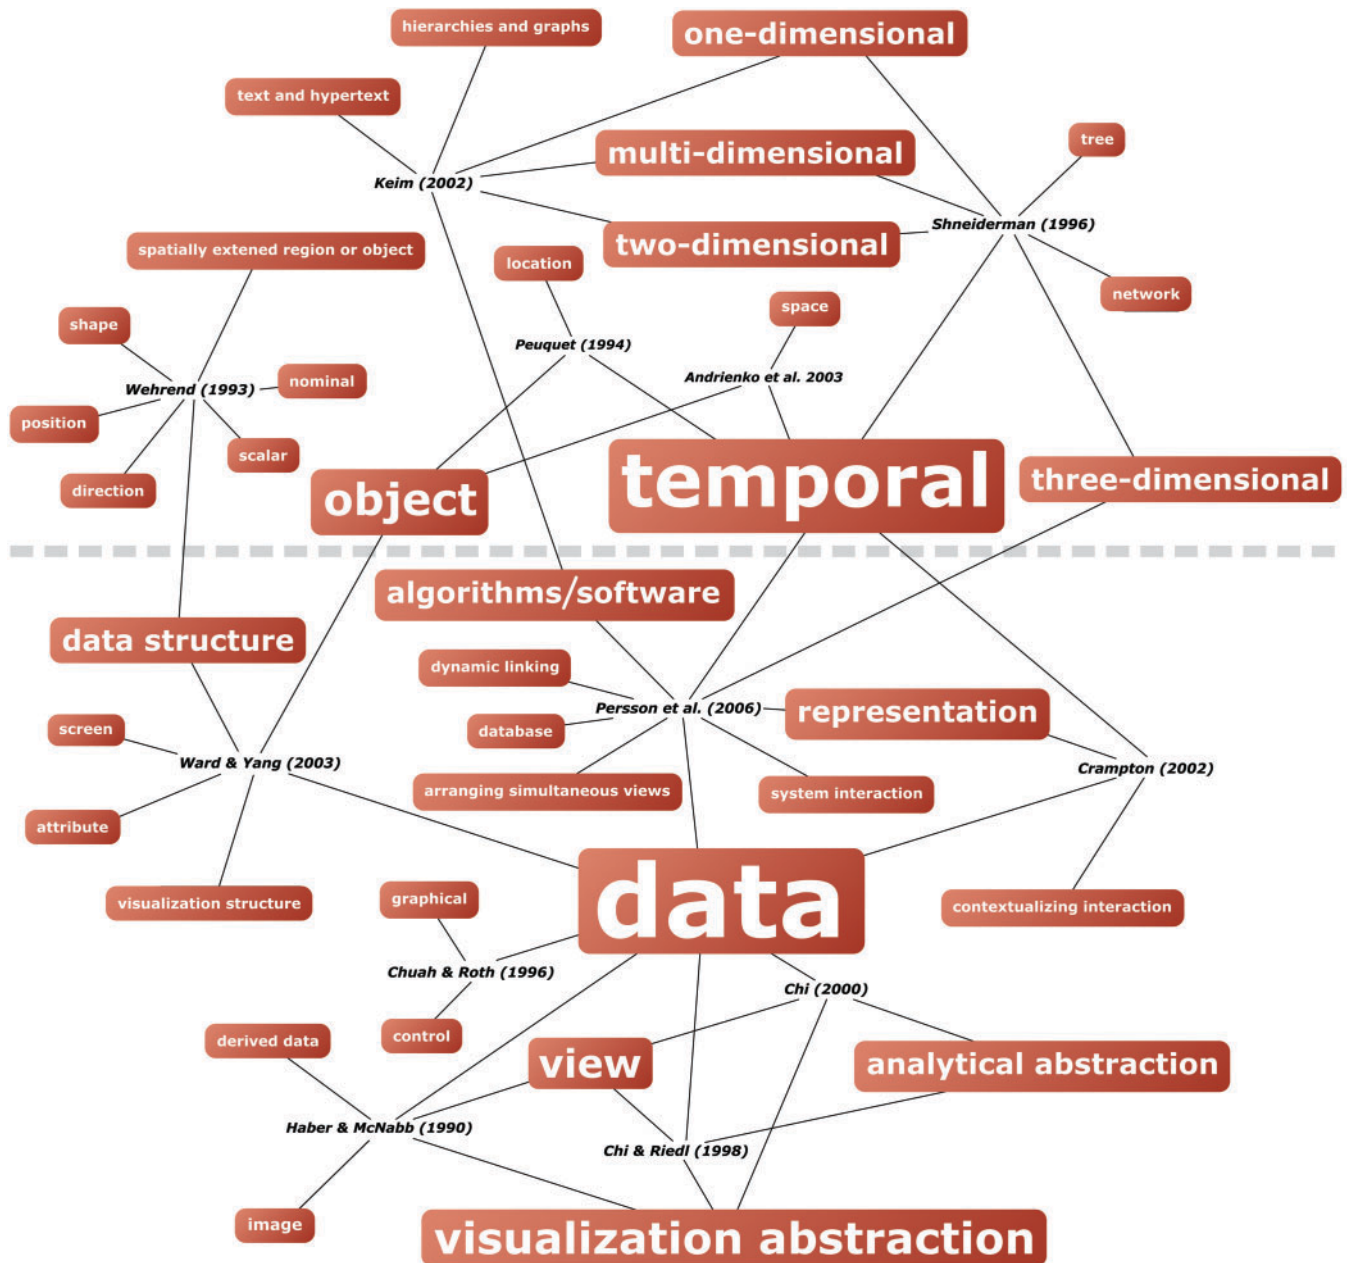 hierarchies and graphs
one-dimensional
text and hypertext
tree
multi-dimensional
Keim (2002)
Shneiderman (1996)
two-dimensional
spatially extened region or object
location
network
space
shape
Peuquet (1994)
Andrienko et al. 2003
nominal
Wehrend (1993)
position
scalar
temporal
three-dimensional
direction
object
algorithms/software
data structure
dynamic linking
Persson et al. (2006)
representation
screen
database
Ward & Yang (2003)
Crampton (2002)
arranging simultaneous views
system interaction
attribute
data
graphical
visualization structure
contextualizing interaction
Chuah & Roth (1996)
Chi (2000)
control
derived data
view
analytical abstraction
Haber & McNabb (1990)
Chi & Riedl (1998)
image
visualization abstraction